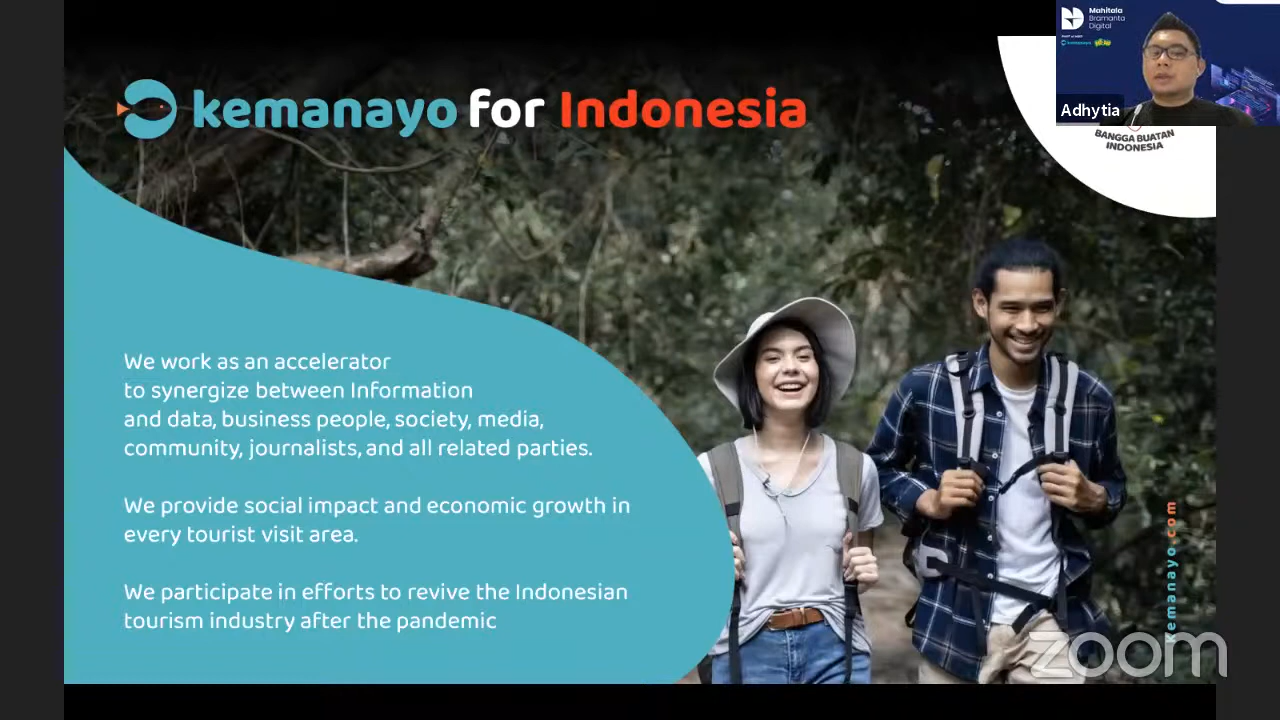 kemanayo for Indonesia
We work as an accelerator
to synergize between Information
and data, business people, society, media,
community, journalists, and all related parties.
We provide social impact and economic growth in
every tourist visit area.
We participate in efforts to revive the Indonesian
tourism industry after the pandemic
Mahitala
Bramanta
Digital
Adhytia
BANGGA BUATAN
INDONESIA
kemanayo.com
zoom